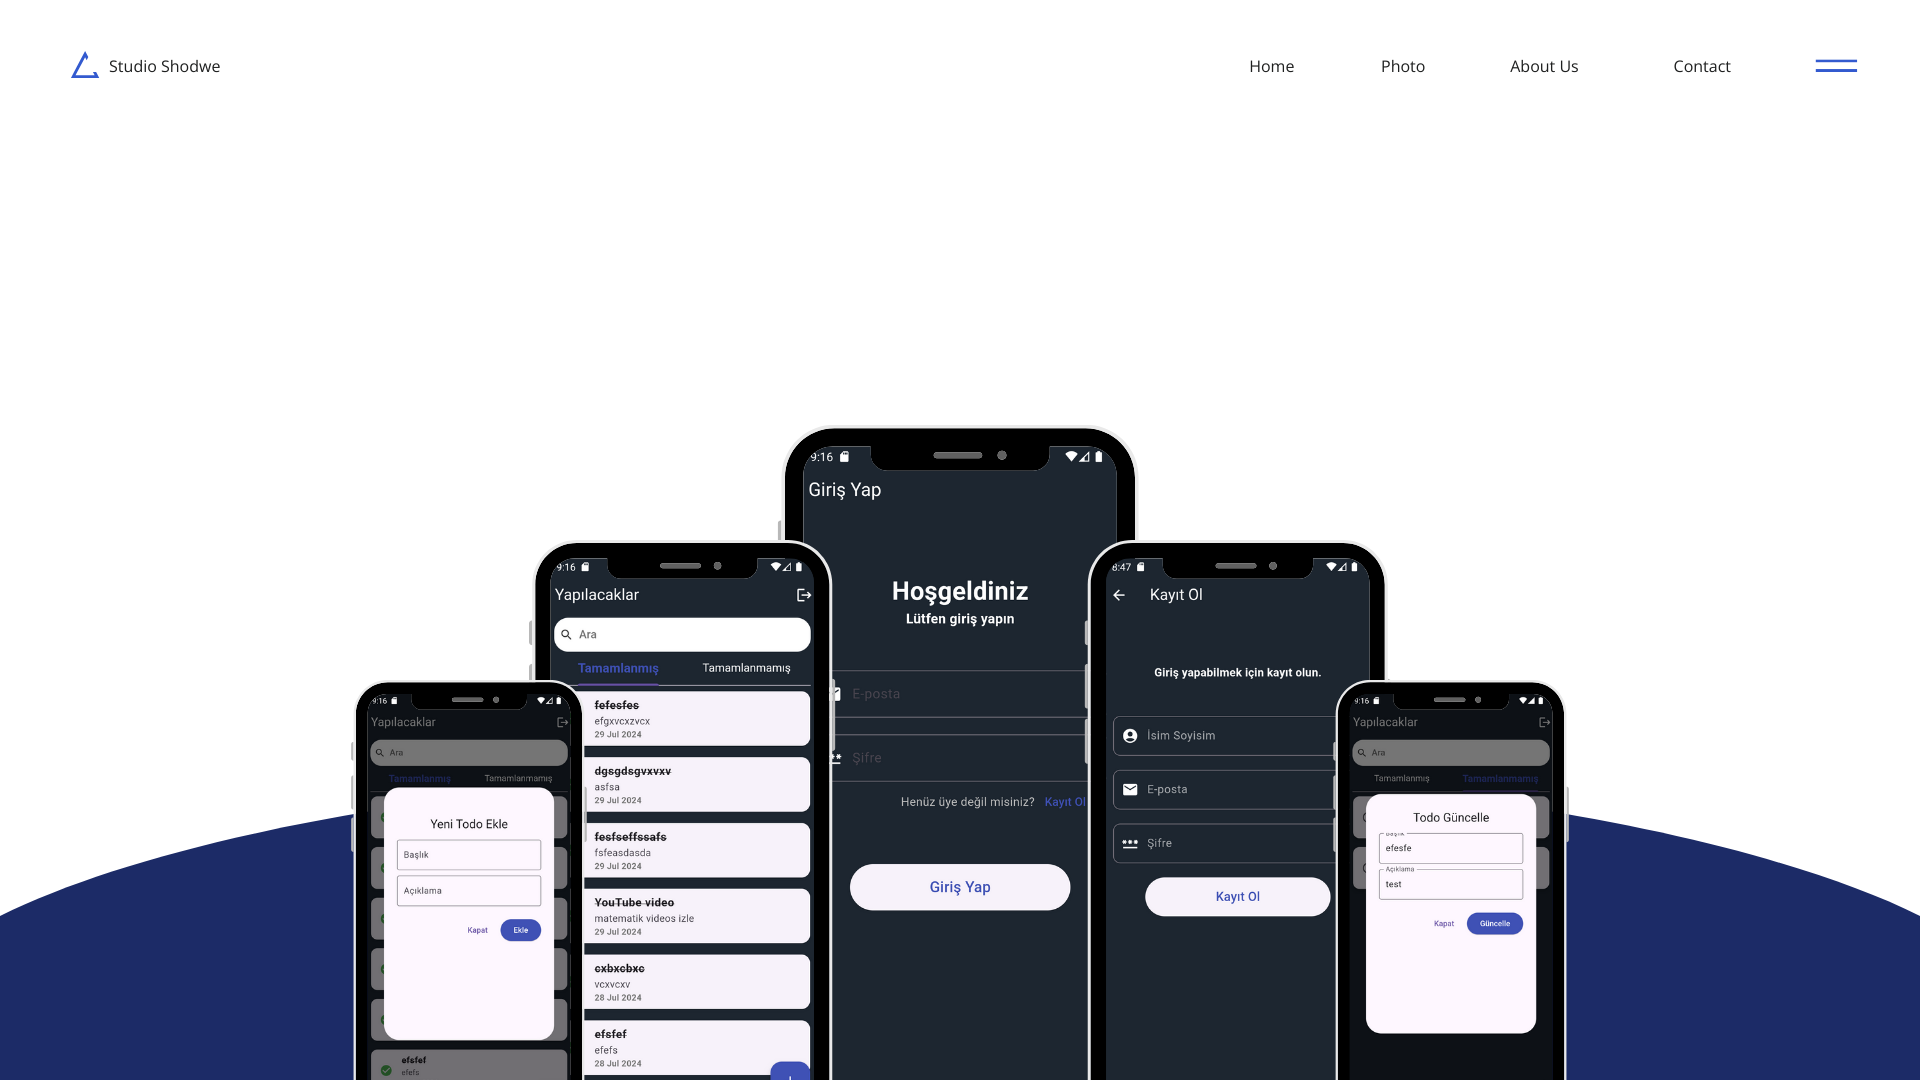 Studio Shodwe
Home
Photo
About Us
Contact
9:16
Yapılacaklar
Ara
Tamamlanmış
Tamamlanmamış
Yeni Todo Ekle
Başlık
Açıklama
Kapat
Ekle
efsfef
efefs
9:16
Yapılacaklar
Ara
Tamamlanmış
Tamamlanmamış
fefesfes
efgxvcxzvcx
29 Jul 2024
dgsgdsgvxvxv
asfsa
29 Jul 2024
fesfseffssafs
fsfeasdasda
29 Jul 2024
YouTube video
matematik videos izle
29 Jul 2024
cxbxcbxc
vcxvcxv
28 Jul 2024
efsfef
efefs
28 Jul 2024
9:16
Giriş Yap
Hoşgeldiniz
Lütfen giriş yapın
E-posta
Şifre
Henüz üye değil misiniz? Kayıt Ol
Giriş Yap
8:47
Kayıt Ol
Giriş yapabilmek için kayıt olun.
İsim Soyisim
E-posta
Şifre
Kayıt Ol
9:16
Yapılacaklar
Ara
Tamamlanmış
Tamamlanmamış
Todo Güncelle
Başlık
efesfe
Açıklama
test
Kapat
Güncelle